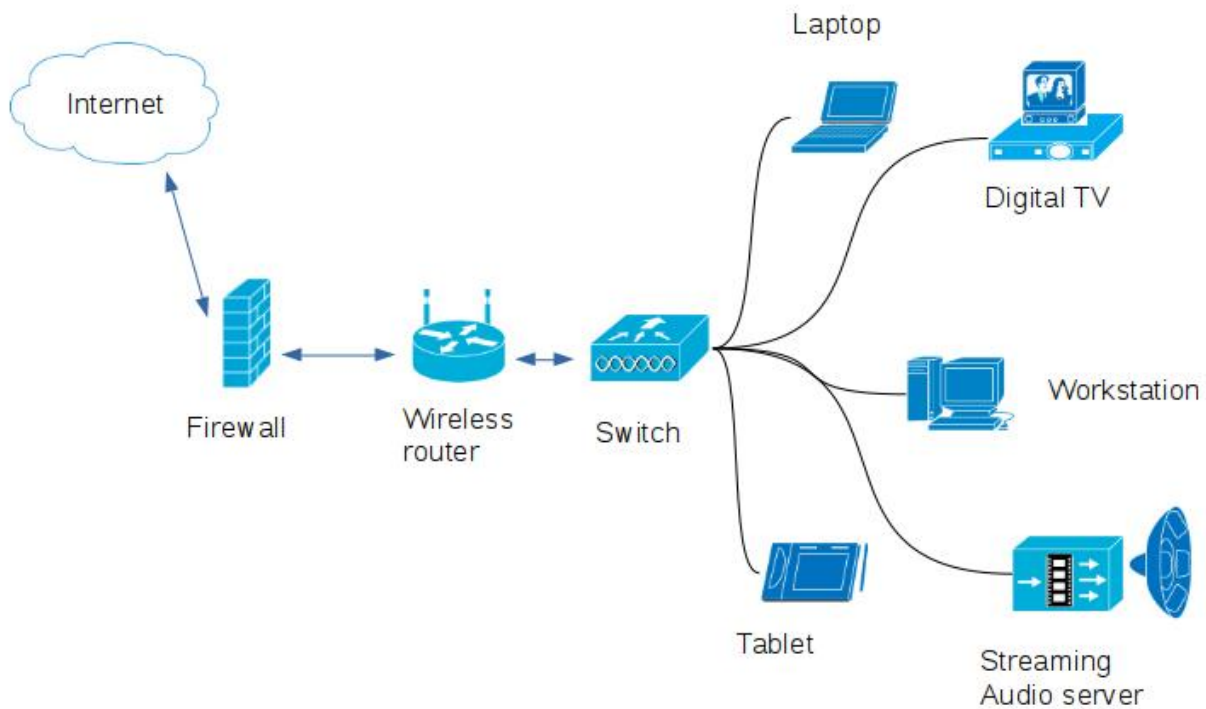 Laptop
Internet
Digital TV
Firewall
Wireless
router
Switch
Workstation
Tablet
Streaming
Audio server